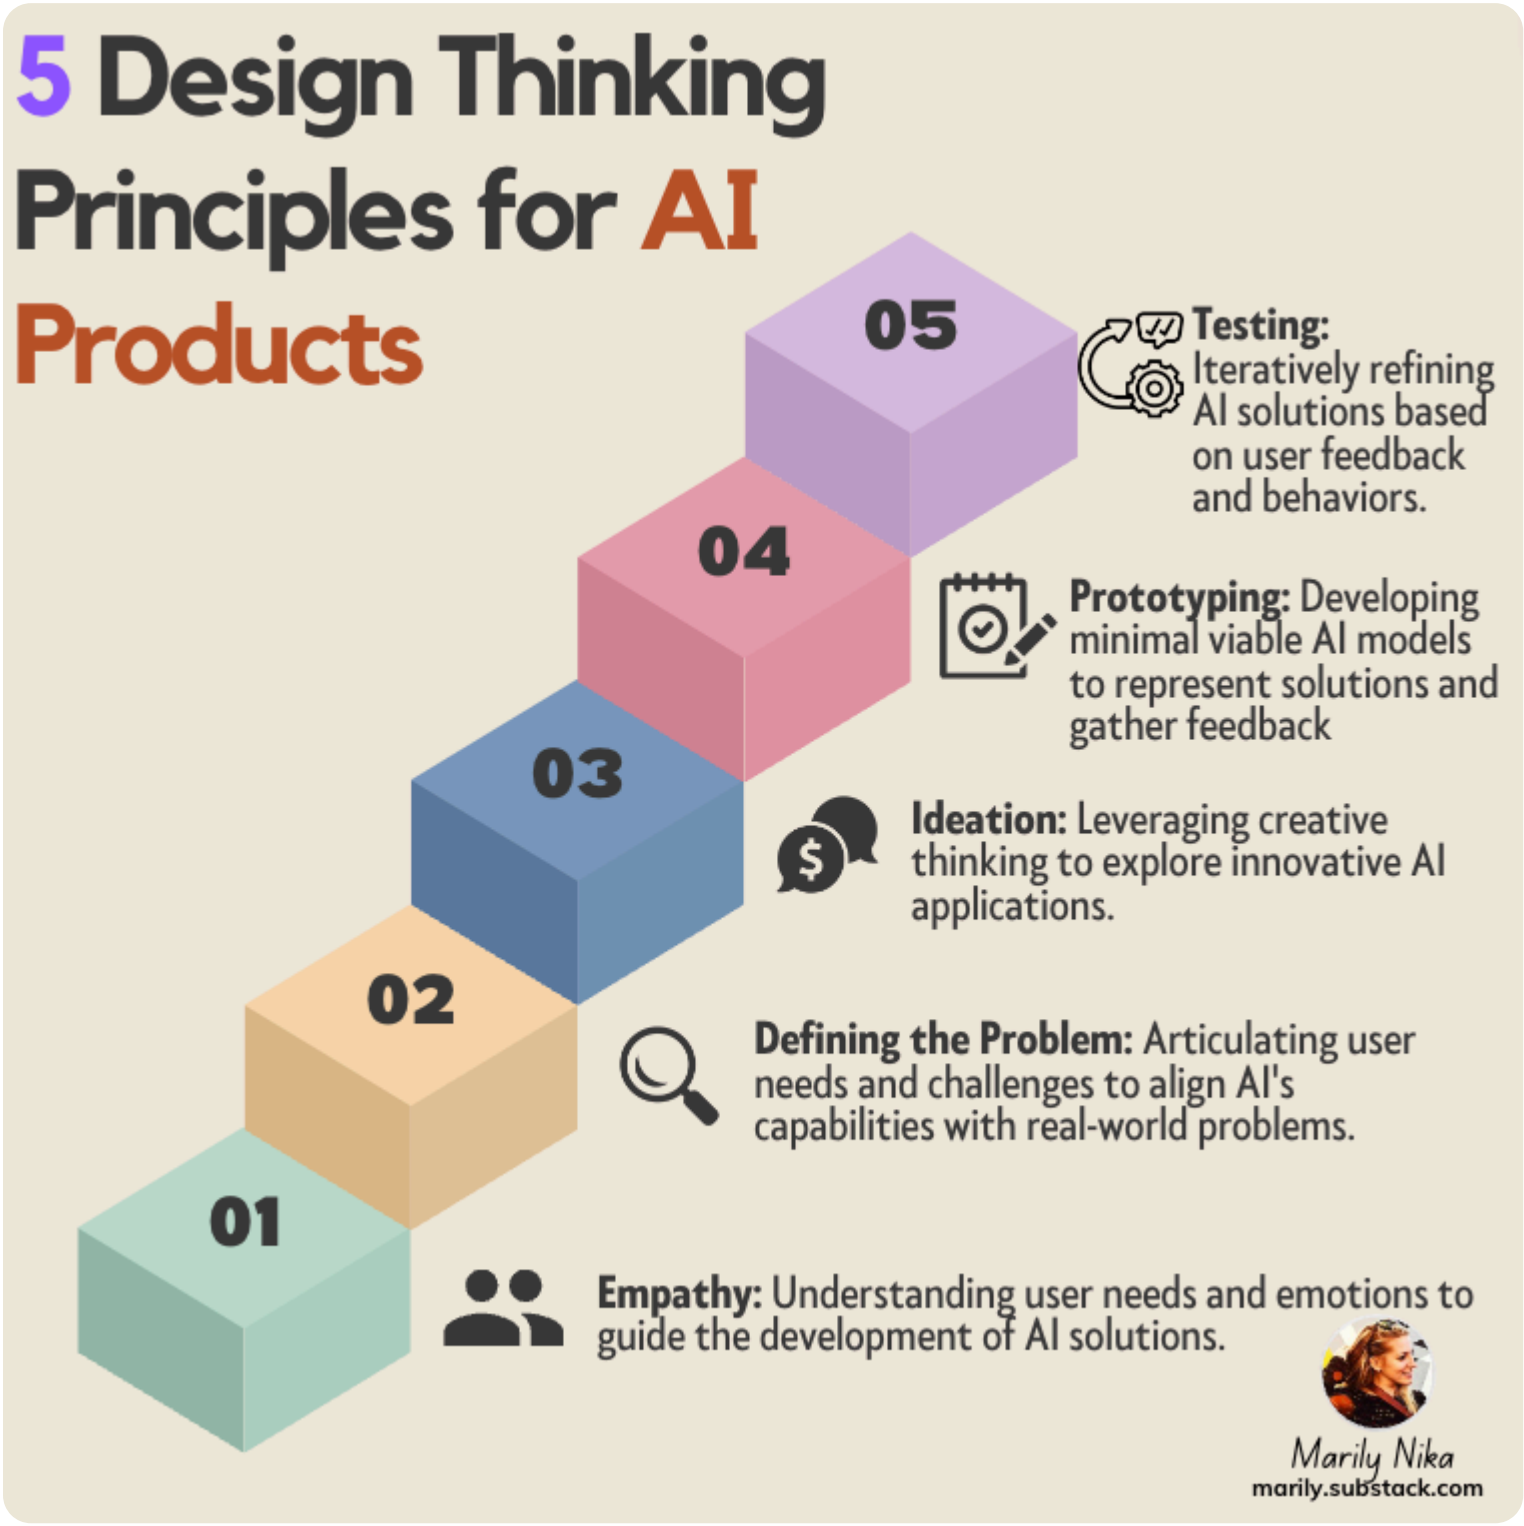 5 Design Thinking
Principles for AI
Products
05
Testing:
Iteratively refining
AI solutions based
on user feedback
and behaviors.
04
Prototyping: Developing
minimal viable AI models
to represent solutions and
gather feedback
03
$
Ideation: Leveraging creative
thinking to explore innovative AI
applications.
02
Defining the Problem: Articulating user
needs and challenges to align AI's
capabilities with real-world problems.
01
Empathy: Understanding user needs and emotions to
guide the development of AI solutions.
Marily Nika
marily.substack.com